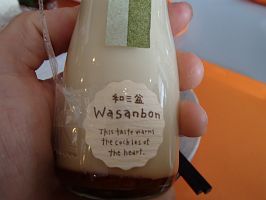 和三盆
Wasanbon
This taste warms
the cockles of
the heart.